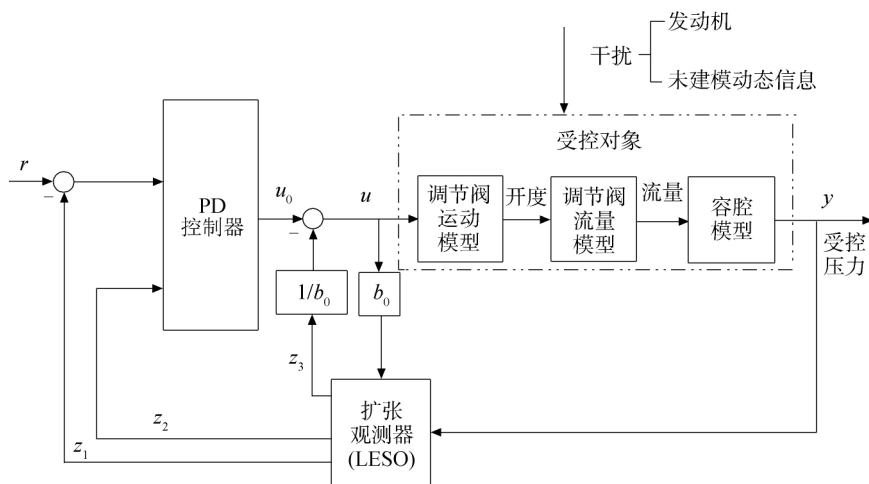 发动机
干扰
未建模动态信息
受控对象
r
−
PD
控制器
u₀
−
u
调节阀
运动
模型
开度
调节阀
流量
模型
流量
容腔
模型
y
受控
压力
1/b₀
b₀
z₃
扩张
观测器
(LESO)
z₂
z₁